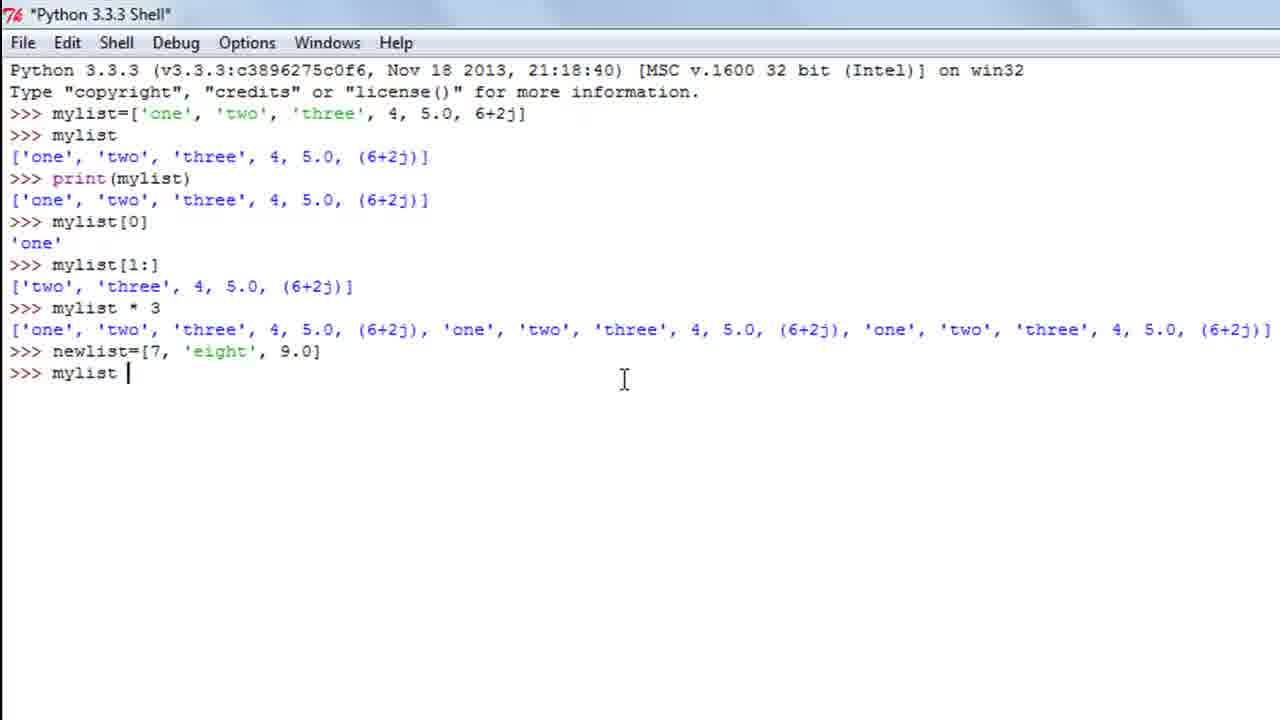 *Python 3.3.3 Shell*
File Edit Shell Debug Options Windows Help
Python 3.3.3 (v3.3.3:c3896275c0f6, Nov 18 2013, 21:18:40) [MSC v.1600 32 bit (Intel)] on win32
Type "copyright", "credits" or "license()" for more information.
>>> mylist=['one', 'two', 'three', 4, 5.0, 6+2j]
>>> mylist
['one', 'two', 'three', 4, 5.0, (6+2j)]
>>> print(mylist)
['one', 'two', 'three', 4, 5.0, (6+2j)]
>>> mylist[0]
'one'
>>> mylist[1:]
['two', 'three', 4, 5.0, (6+2j)]
>>> mylist * 3
['one', 'two', 'three', 4, 5.0, (6+2j), 'one', 'two', 'three', 4, 5.0, (6+2j), 'one', 'two', 'three', 4, 5.0, (6+2j)]
>>> newlist=[7, 'eight', 9.0]
>>> mylist